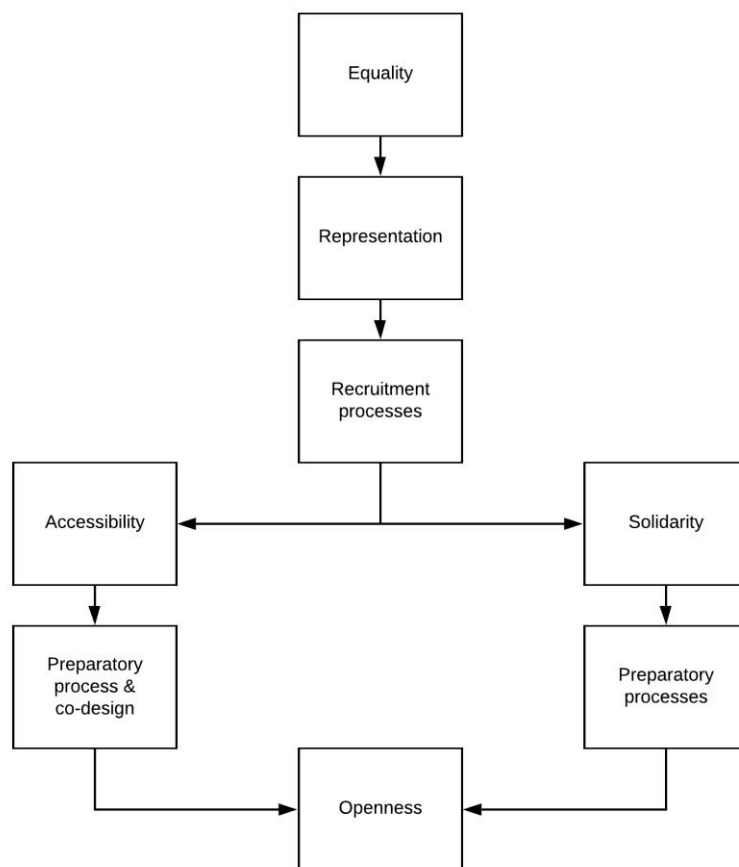 Equality
Representation
Recruitment
processes
Accessibility
Solidarity
Preparatory
process &
co-design
Preparatory
processes
Openness